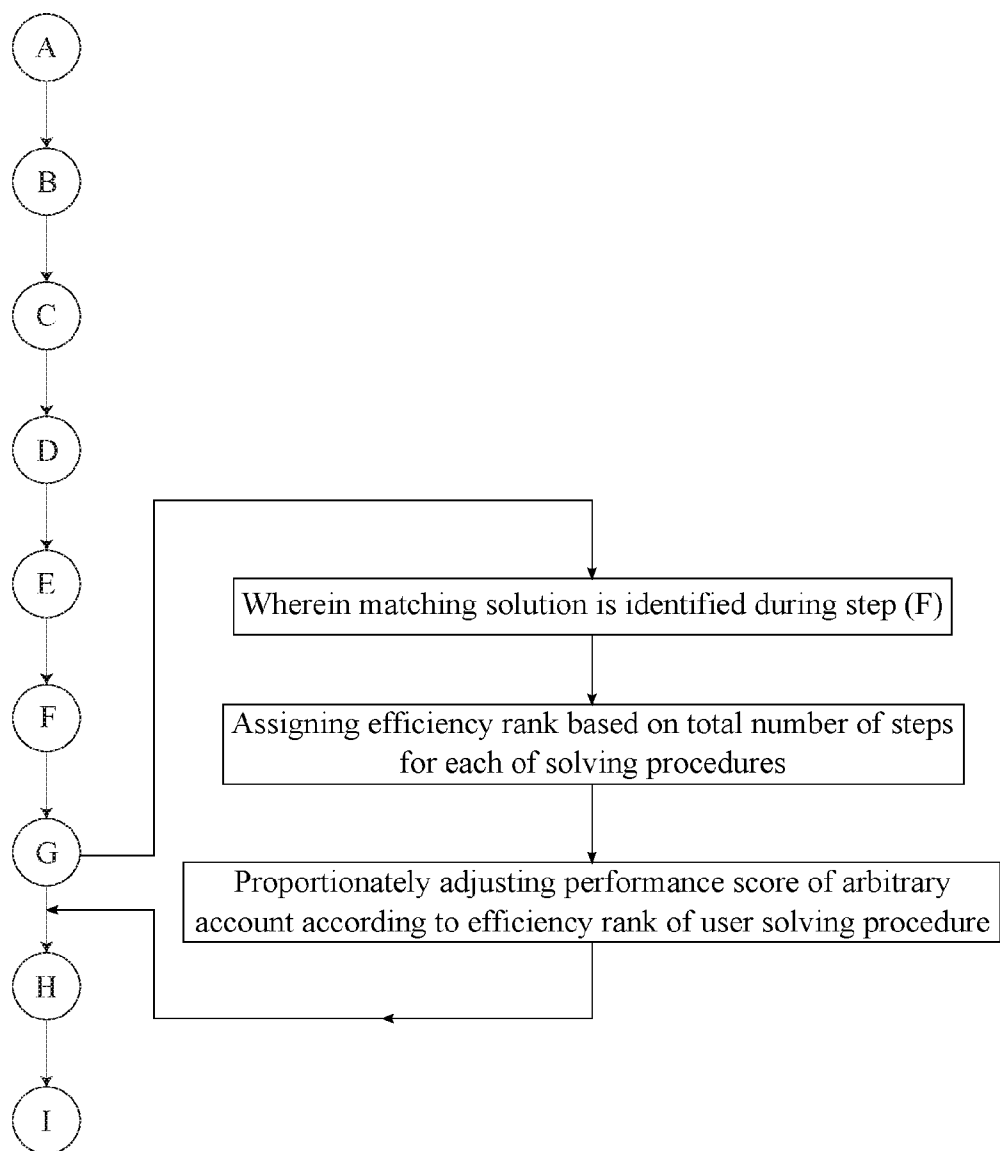 A
B
C
D
E
Wherein matching solution is identified during step (F)
F
Assigning efficiency rank based on total number of steps
for each of solving procedures
G
Proportionately adjusting performance score of arbitrary
account according to efficiency rank of user solving procedure
H
I